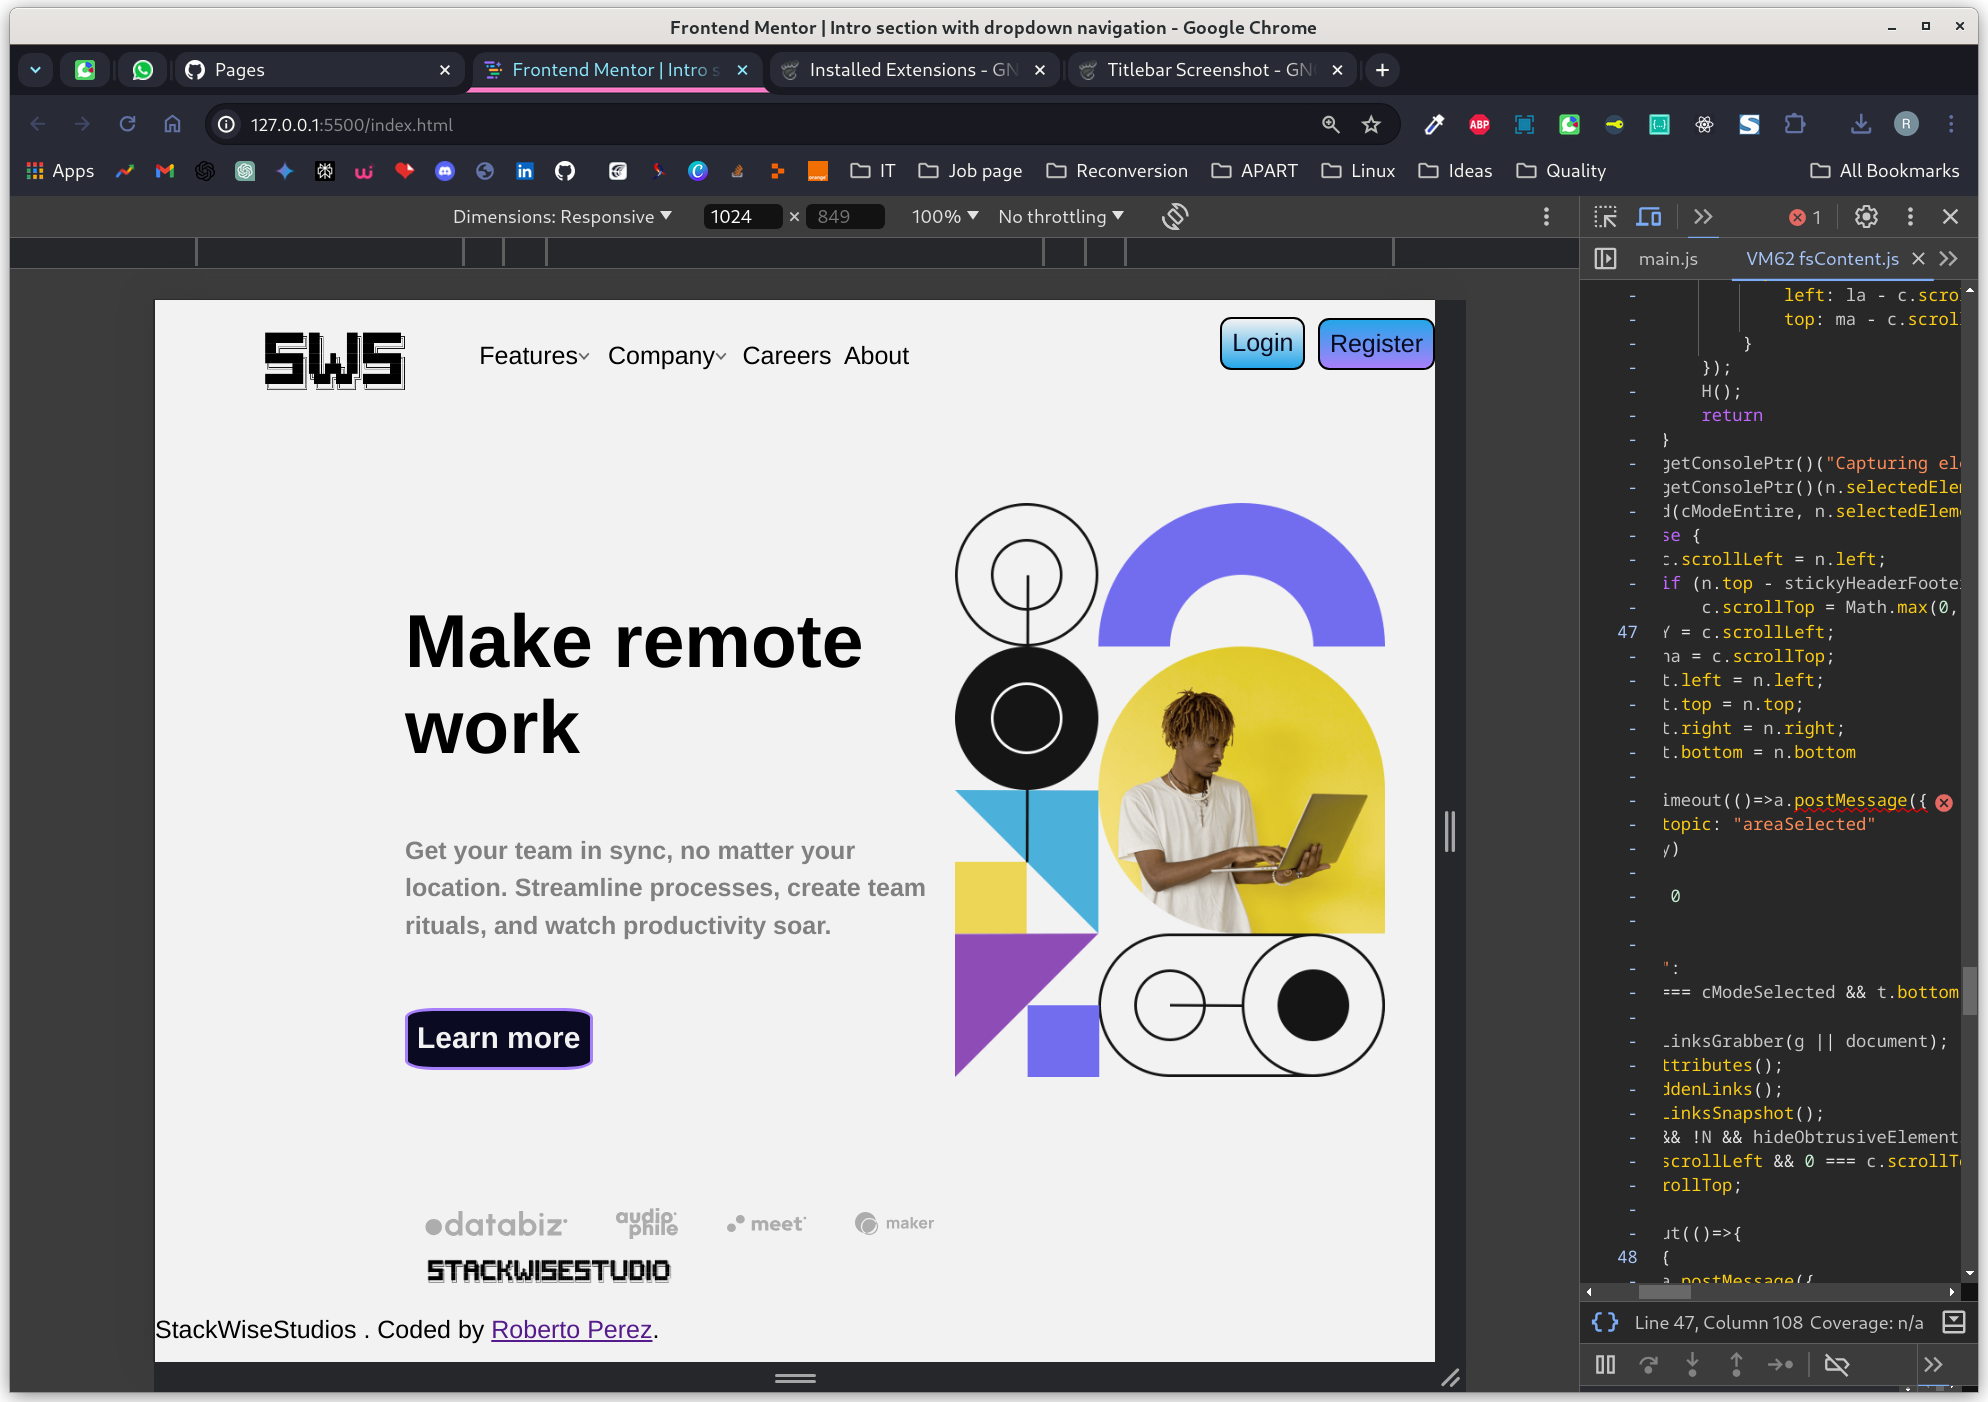 Frontend Mentor | Intro section with dropdown navigation - Google Chrome
Pages
Frontend Mentor | Intro s
Installed Extensions - GN
Titlebar Screenshot - GN
127.0.0.1:5500/index.html
ABP
R
Apps
IT
Job page
Reconversion
APART
Linux
Ideas
Quality
All Bookmarks
Dimensions: Responsive
1024 × 849
100%
No throttling
1
main.js
VM62 fsContent.js
SWS
Features
Company
Careers
About
Login
Register
Make remote
work
Get your team in sync, no matter your
location. Streamline processes, create team
rituals, and watch productivity soar.
Learn more
databiz
audio
phile
meet
maker
STACKWISESTUDIO
StackWiseStudios . Coded by Roberto Perez.
left: la - c.scro
top: ma - c.scrol
}
});
H();
return
}
getConsolePtr()("Capturing el
getConsolePtr()(n.selectedEle
d(cModeEntire, n.selectedElem
se {
c.scrollLeft = n.left;
if (n.top - stickyHeaderFoote
c.scrollTop = Math.max(0,
47 Y = c.scrollLeft;
na = c.scrollTop;
t.left = n.left;
t.top = n.top;
t.right = n.right;
t.bottom = n.bottom
imeout(()=>a.postMessage({
topic: "areaSelected"
y)
0
":
=== cModeSelected && t.bottom
LinksGrabber(g || document);
ttributes();
ddenLinks();
LinksSnapshot();
&& !N && hideObtrusiveElement
scrollLeft && 0 === c.scrollT
rollTop;
ut(()=>{
48 {
a.postMessage({
Line 47, Column 108
Coverage: n/a